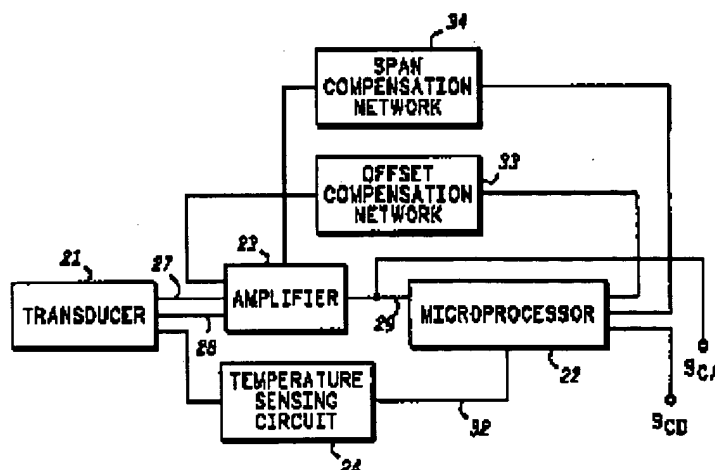 34
SPAN
COMPENSATION
NETWORK
33
OFFSET
COMPENSATION
NETWORK
21
27
23
TRANSDUCER
AMPLIFIER
28
29
MICROPROCESSOR
22
TEMPERATURE
SENSING
CIRCUIT
32
SCD